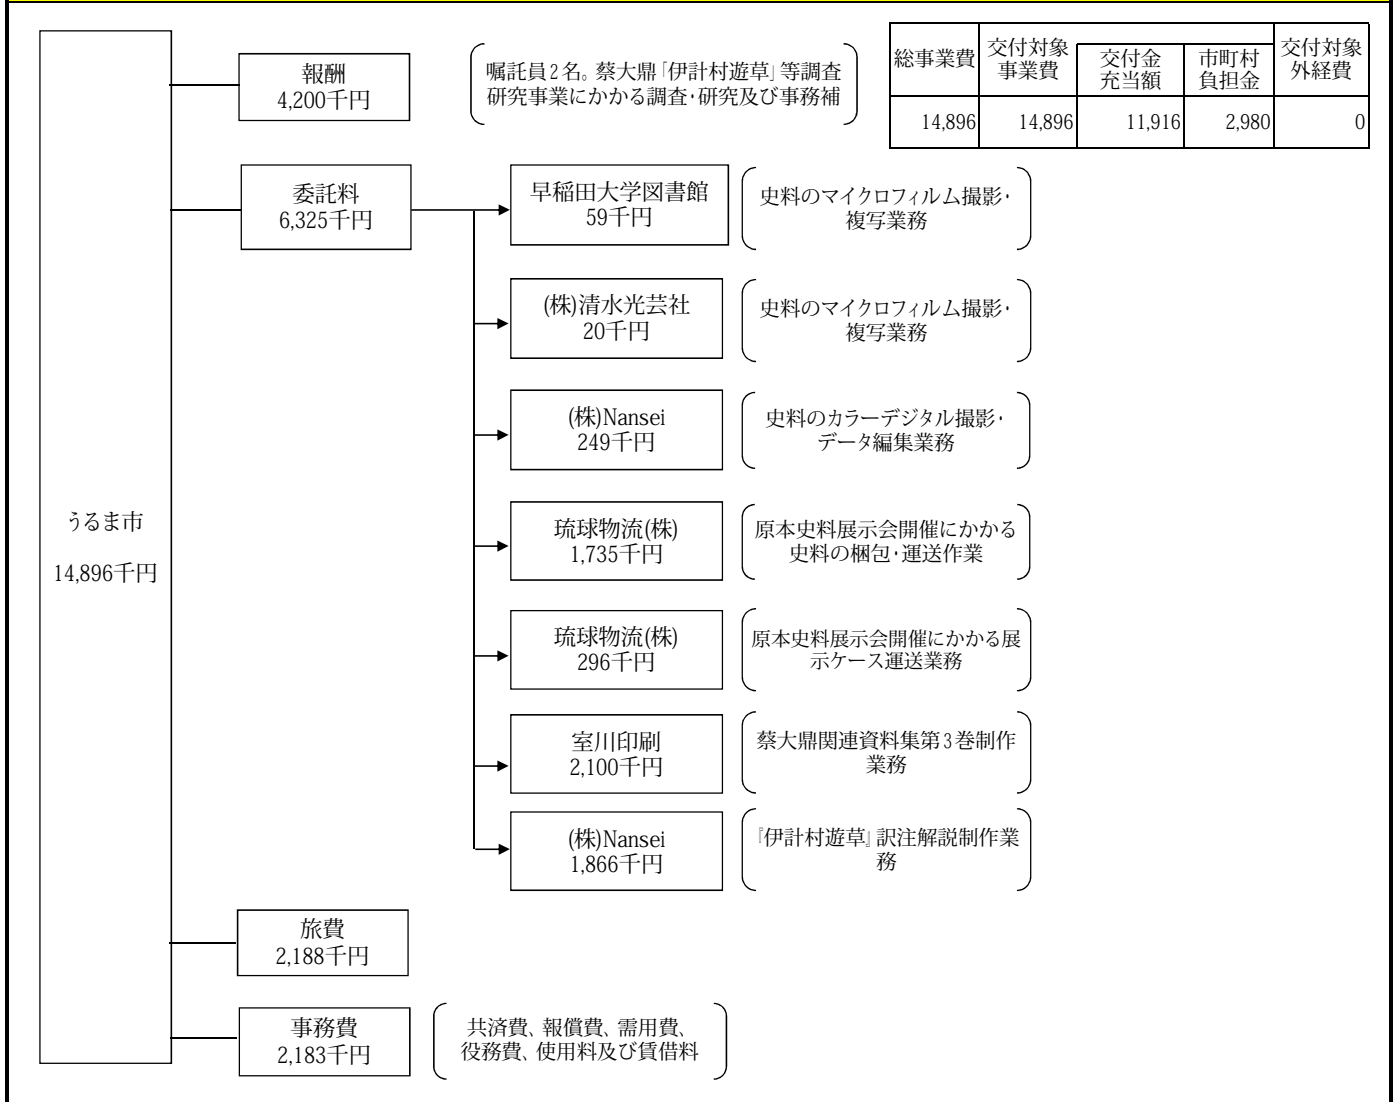 報酬
4,200千円
嘱託員2名。蔡大鼎「伊計村遊草」等調査
研究事業にかかる調査・研究及び事務補
総事業費 交付対象事業費 交付金充当額 市町村負担金 交付対象外経費
14,896 14,896 11,916 2,980 0
委託料
6,325千円
早稲田大学図書館
59千円
史料のマイクロフィルム撮影・
複写業務
(株)清水光芸社
20千円
史料のマイクロフィルム撮影・
複写業務
(株)Nansei
249千円
史料のカラーデジタル撮影・
データ編集業務
うるま市
14,896千円
琉球物流(株)
1,735千円
原本史料展示会開催にかかる
史料の梱包・運送作業
琉球物流(株)
296千円
原本史料展示会開催にかかる展
示ケース運送業務
室川印刷
2,100千円
蔡大鼎関連資料集第3巻制作
業務
(株)Nansei
1,866千円
『伊計村遊草』訳注解説制作業
務
旅費
2,188千円
事務費
2,183千円
共済費、報償費、需用費、
役務費、使用料及び賃借料